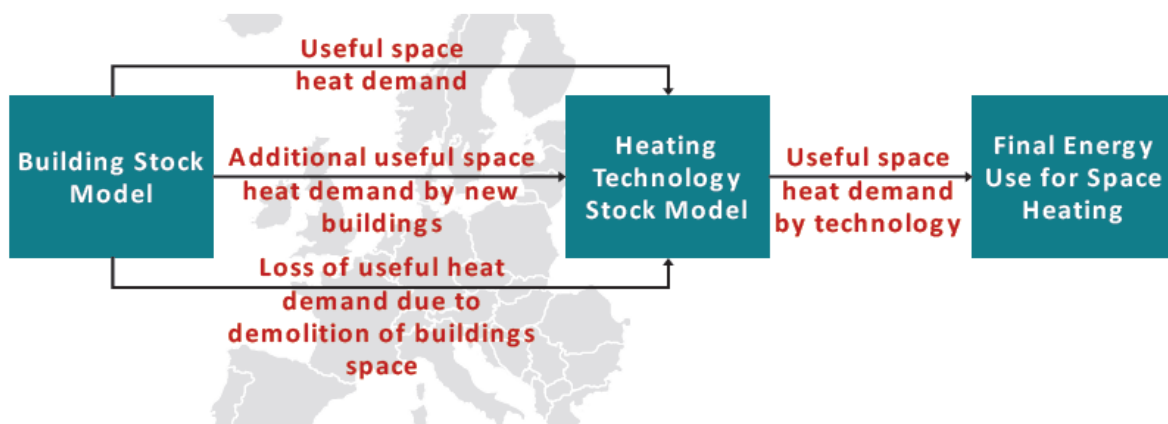 Useful space
heat demand
Building Stock
Model
Additional useful space
heat demand by new
buildings
Loss of useful heat
demand due to
demolition of buildings
space
Heating
Technology
Stock Model
Useful space
heat demand
by technology
Final Energy
Use for Space
Heating